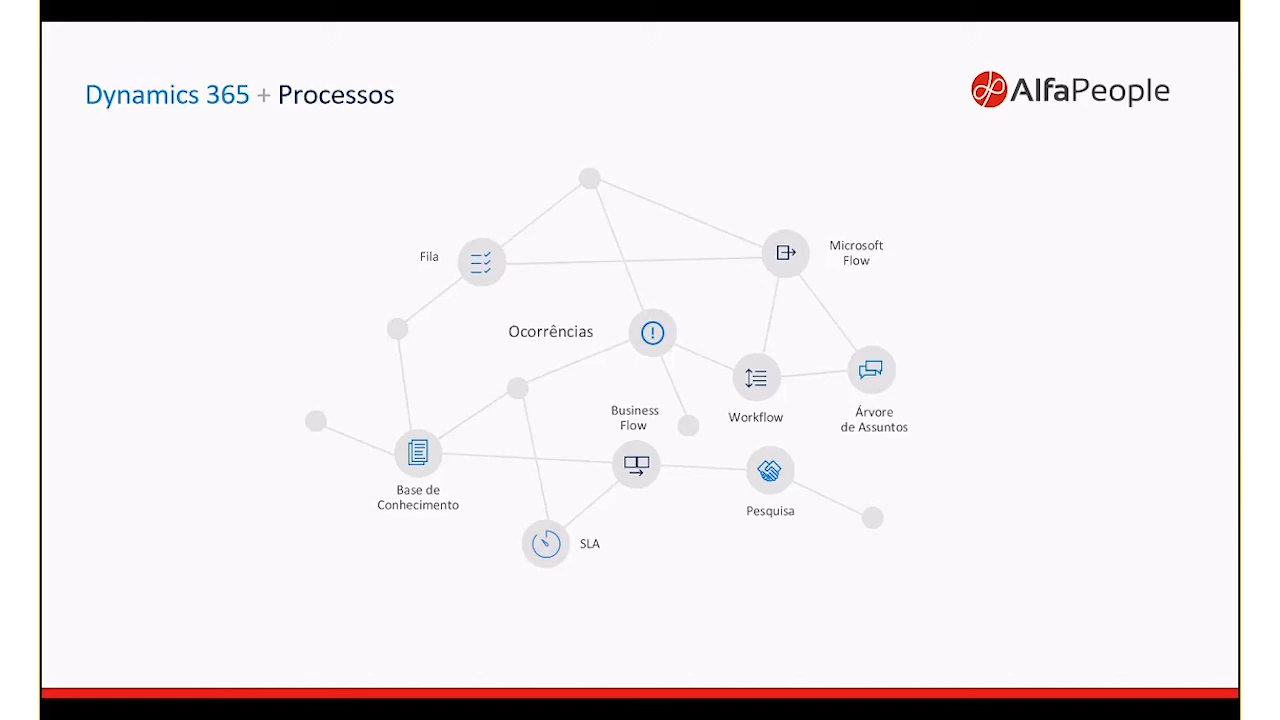 Dynamics 365 + Processos
AlfaPeople
Microsoft
Flow
Fila
Ocorrências
Business
Flow
Workflow
Árvore
de Assuntos
Base de
Conhecimento
Pesquisa
SLA